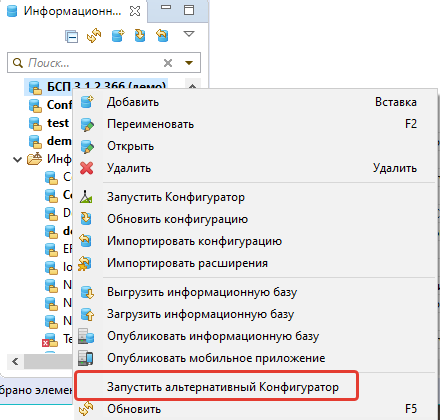 Информационн...
Поиск...
БСП 3.1.2.366 (демо)
Conf
test
dem
Инф
C
Co
D
de
EF
Io
N
N
N
Te
Добавить Вставка
Переименовать F2
Открыть
Удалить Удалить
Запустить Конфигуратор
Обновить конфигурацию
Импортировать конфигурацию
Импортировать расширения
Выгрузить информационную базу
Загрузить информационную базу
Опубликовать информационную базу
Опубликовать мобильное приложение
Запустить альтернативный Конфигуратор
Обновить F5
брано элемен